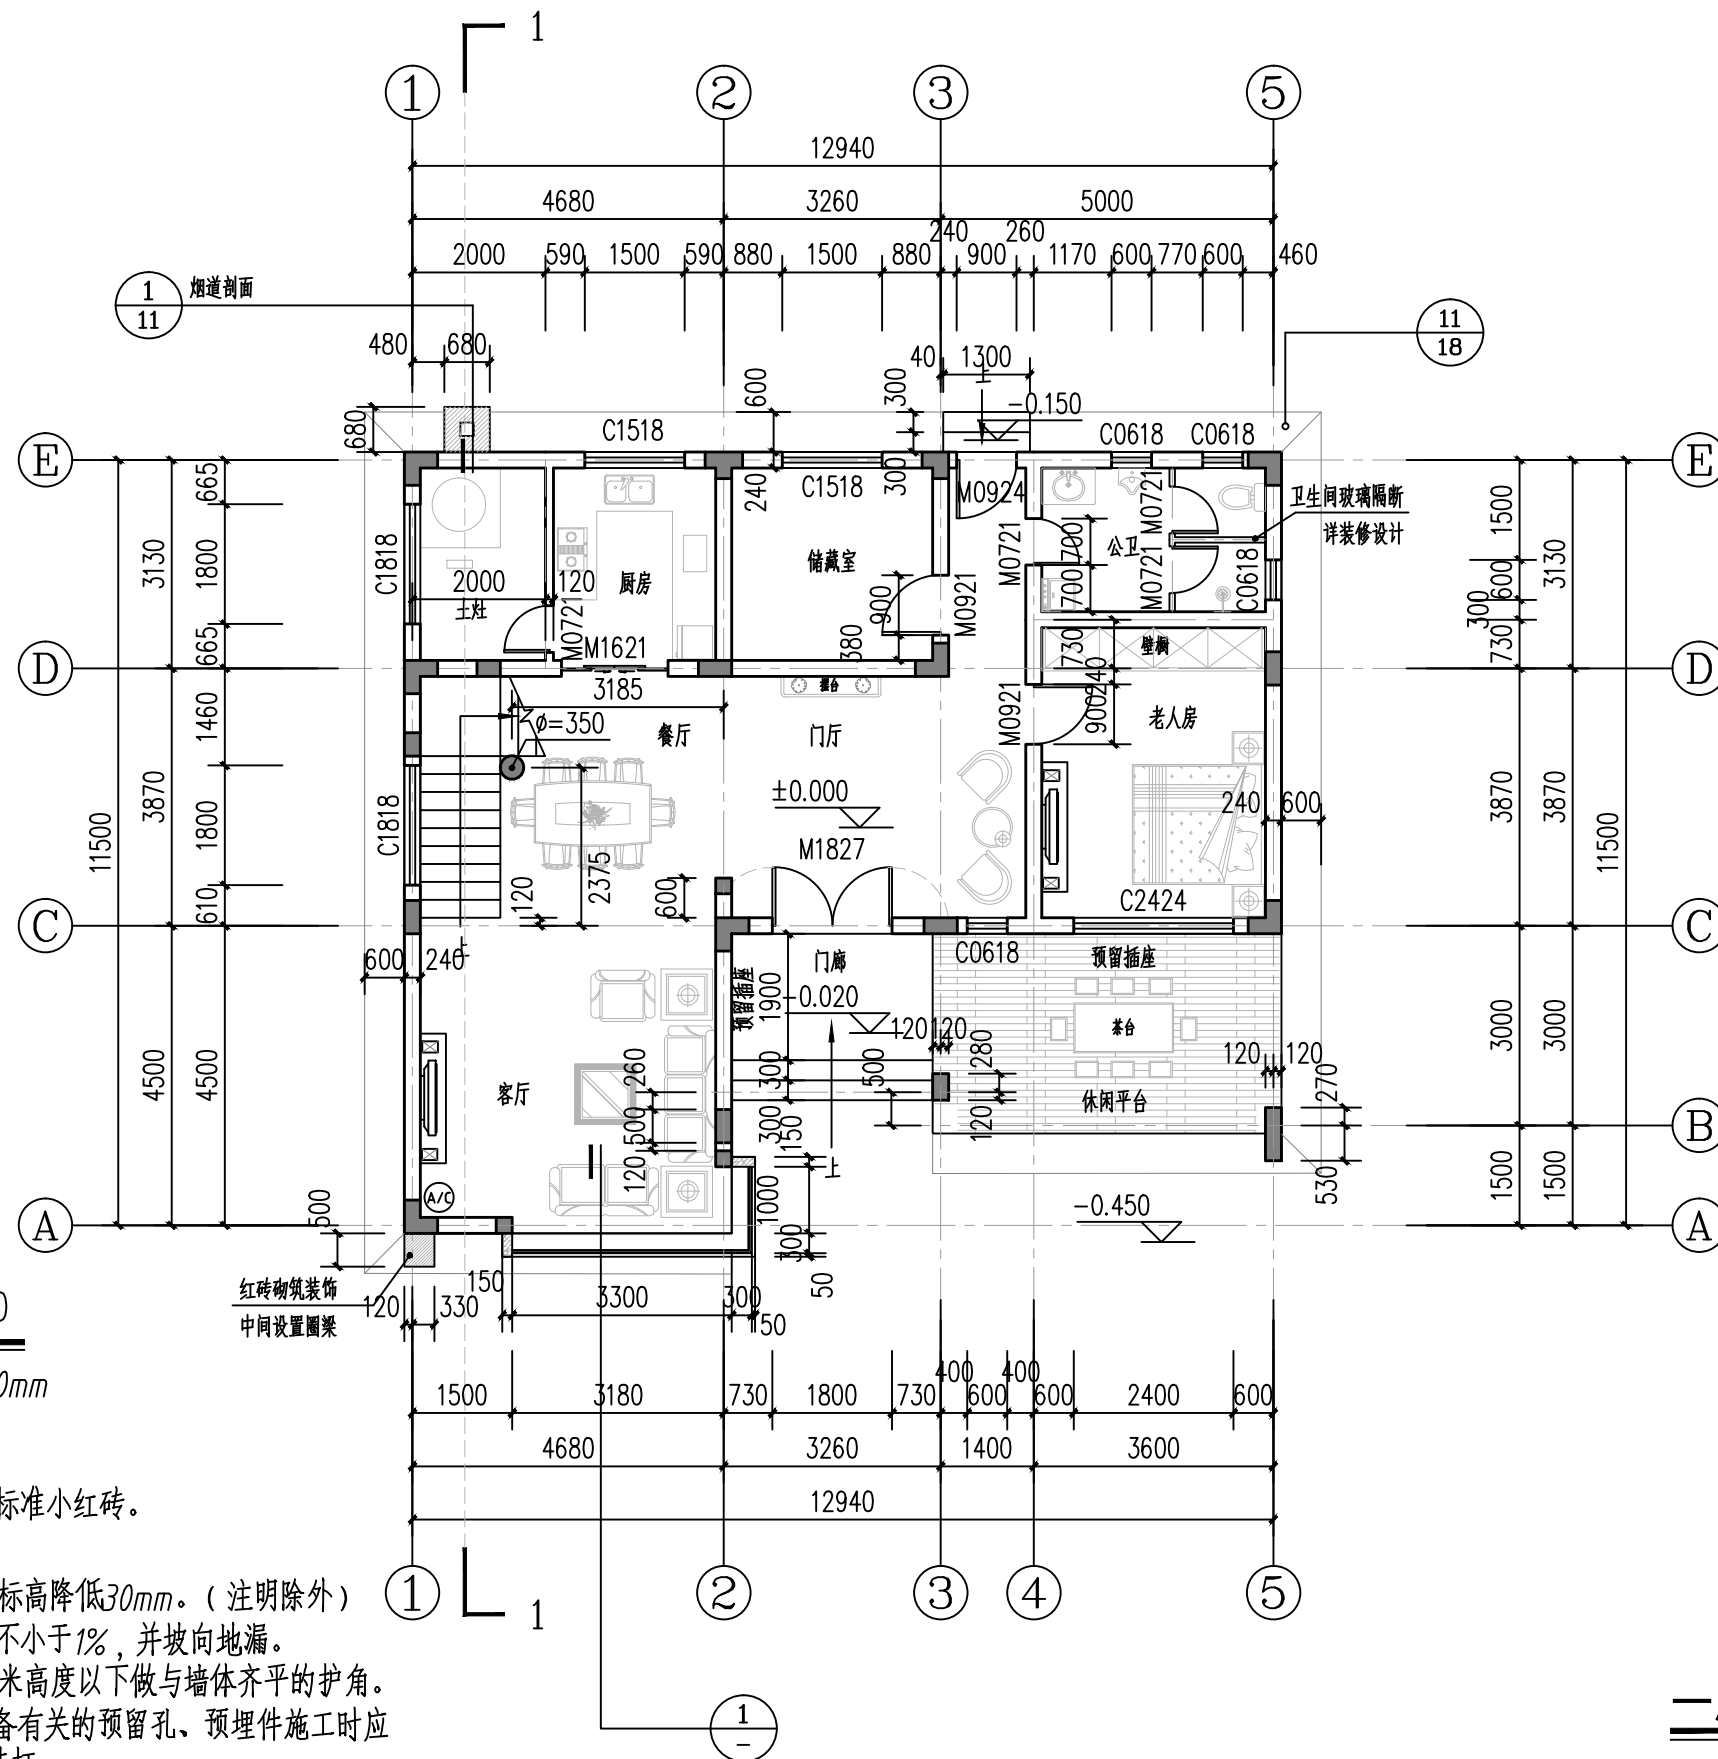 1
1 2 3 5
12940
4680 3260 5000
240 260
2000 590 1500 590 880 1500 880 900 1170 600 770 600 460
1
11
烟道剖面
11
18
480 680 40 1300
上
680 600 300 -0.150
C1518 C0618 C0618
E E
665 240 C1518 300 M0924 M0721 1500
卫生间玻璃隔断
详装修设计
11500 3130 1800 C1818 储藏室 M0721 700 公卫 600 3130 11500
2000 120 厨房 900 M0921 700 M0721 C0618 300
土灶 M0721 M1621 380 730 壁橱 730
665
D D
3185 摆台 240
1460 ø=350 餐厅 门厅 M0921 900 老人房
3870 ±0.000 240 600 3870 3870
1800 C1818 M1827
2375
610 120 600 C2424
C C
上
600 240 C0618 预留插座
门廊
预留插座 1900
-0.020
120 120 茶台
3000 3000
4500 4500 260 300 500 280 120 120 270
客厅 休闲平台
500 300 150 120
B B
120 上
A/C 1000 530 1500 1500
500 -0.450
A A
300
红砖砌筑装饰 150 50
120 330 3300 300
中间设置圈梁 50
0mm
400 400
1500 3180 730 1800 730 600 600 2400 600
4680 3260 1400 3600
标准小红砖。
12940
1 2 3 4 5
标高降低30mm。(注明除外)
1
不小于1%,并坡向地漏。
米高度以下做与墙体齐平的护角。
备有关的预留孔、预埋件施工时应
1
-